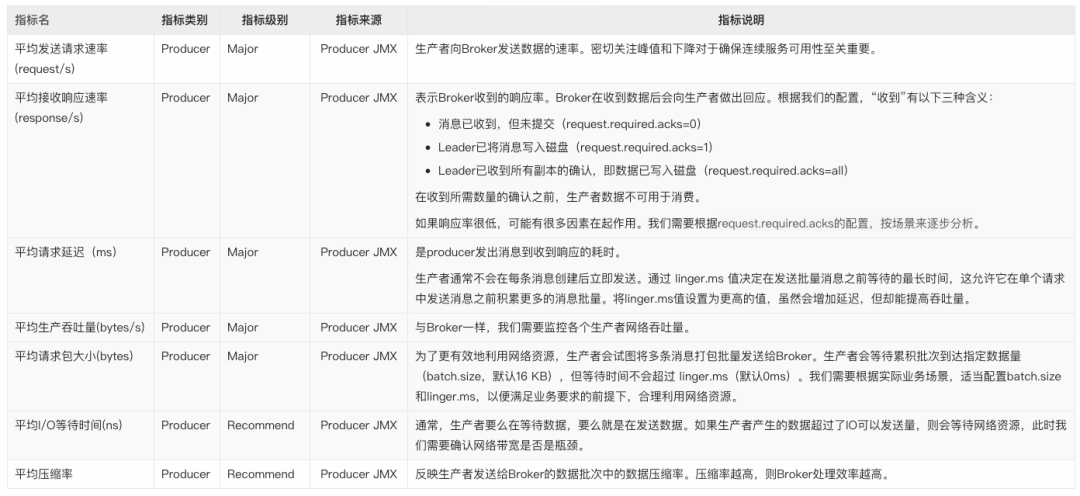 指标名 指标类别 指标级别 指标来源 指标说明
平均发送请求速率 Producer Major Producer JMX 生产者向Broker发送数据的速率。密切关注峰值和下降对于确保连续服务可用性至关重要。
(request/s)
平均接收响应速率 Producer Major Producer JMX 表示Broker收到的响应率。Broker在收到数据后会向生产者做出回应。根据我们的配置，“收到”有以下三种含义：
(response/s)
• 消息已收到，但未提交（request.required.acks=0）
• Leader已将消息写入磁盘（request.required.acks=1）
• Leader已收到所有副本的确认，即数据已写入磁盘（request.required.acks=all）
在收到所需数量的确认之前，生产者数据不可用于消费。
如果响应率很低，可能有很多因素在起作用。我们需要根据request.required.acks的配置，按场景来逐步分析。
平均请求延迟（ms) Producer Major Producer JMX 是producer发出消息到收到响应的耗时。
生产者通常不会在每条消息创建后立即发送。通过 linger.ms 值决定在发送批量消息之前等待的最长时间，这允许它在单个请求
中发送消息之前积累更多的消息批量。将linger.ms值设置为更高的值，虽然会增加延迟，但却能提高吞吐量。
平均生产吞吐量(bytes/s) Producer Major Producer JMX 与Broker一样，我们需要监控各个生产者网络吞吐量。
平均请求包大小(bytes) Producer Major Producer JMX 为了更有效地利用网络资源，生产者会试图将多条消息打包批量发送给Broker。生产者会等待累积批次到达指定数据量
（batch.size，默认16 KB），但等待时间不会超过 linger.ms（默认0ms）。我们需要根据实际业务场景，适当配置batch.size
和linger.ms，以便满足业务要求的前提下，合理利用网络资源。
平均I/O等待时间(ns) Producer Recommend Producer JMX 通常，生产者要么在等待数据，要么就是在发送数据。如果生产者产生的数据超过了IO可以发送量，则会等待网络资源，此时我
们需要确认网络带宽是否是瓶颈。
平均压缩率 Producer Recommend Producer JMX 反映生产者发送给Broker的数据批次中的数据压缩率。压缩率越高，则Broker处理效率越高。